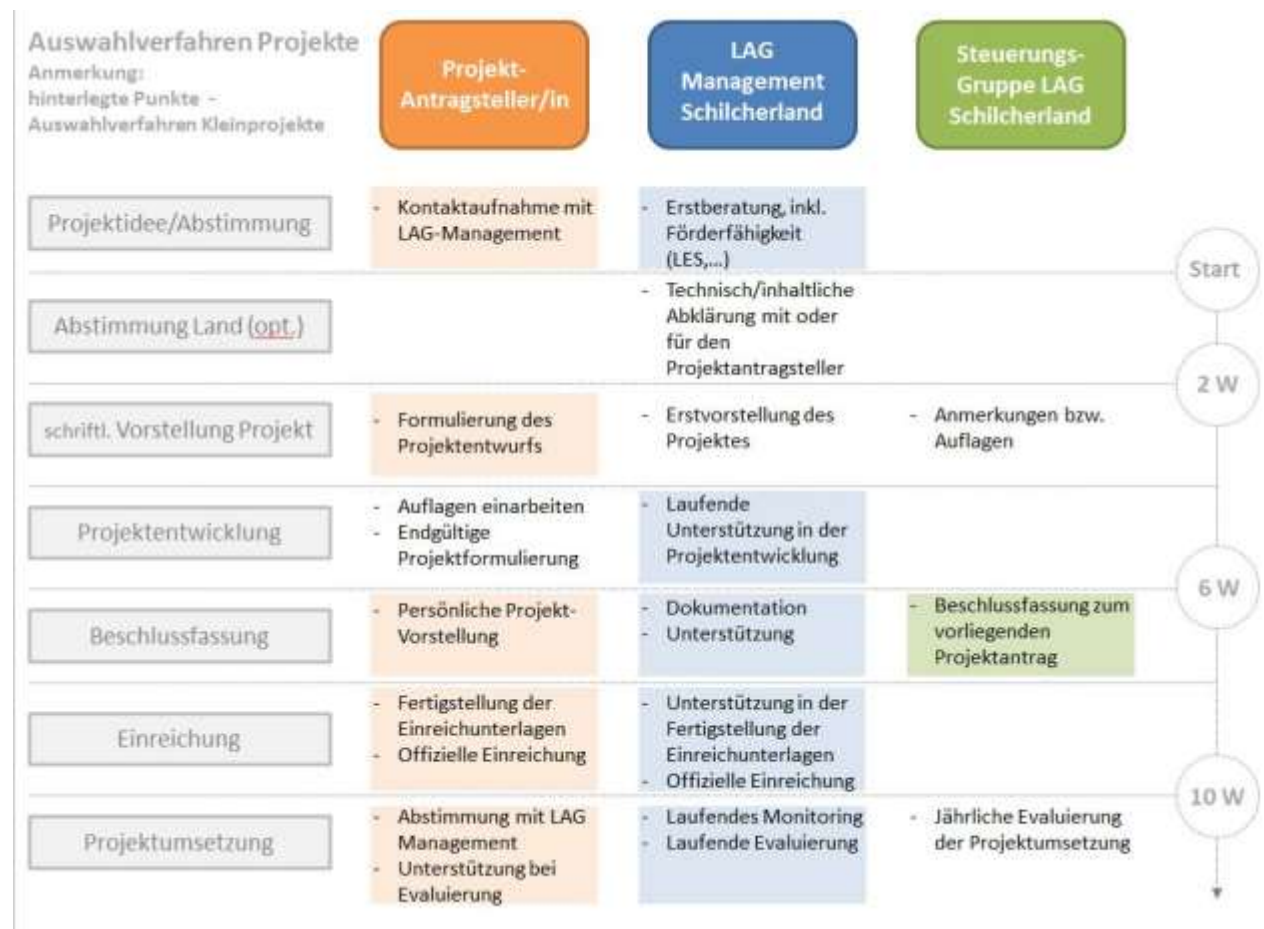 Auswahlverfahren Projekte
Anmerkung:
hinterlegte Punkte -
Auswahlverfahren Kleinprojekte
Projekt-
Antragsteller/in
LAG
Management
Schilcherland
Steuerungs-
Gruppe LAG
Schilcherland
Projektidee/Abstimmung
- Kontaktaufnahme mit
LAG-Management
- Erstberatung, inkl.
Förderfähigkeit
(LES,...)
Start
Abstimmung Land (opt.)
- Technisch/inhaltliche
Abklärung mit oder
für den
Projektantragsteller
2 W
schriftl. Vorstellung Projekt
- Formulierung des
Projektentwurfs
- Erstvorstellung des
Projektes
- Anmerkungen bzw.
Auflagen
Projektentwicklung
- Auflagen einarbeiten
- Endgültige
Projektformulierung
- Laufende
Unterstützung in der
Projektentwicklung
6 W
Beschlussfassung
- Persönliche Projekt-
Vorstellung
- Dokumentation
- Unterstützung
- Beschlussfassung zum
vorliegenden
Projektantrag
Einreichung
- Fertigstellung der
Einreichunterlagen
- Offizielle Einreichung
- Unterstützung in der
Fertigstellung der
Einreichunterlagen
- Offizielle Einreichung
10 W
Projektumsetzung
- Abstimmung mit LAG
Management
- Unterstützung bei
Evaluierung
- Laufendes Monitoring
- Laufende Evaluierung
- Jährliche Evaluierung
der Projektumsetzung